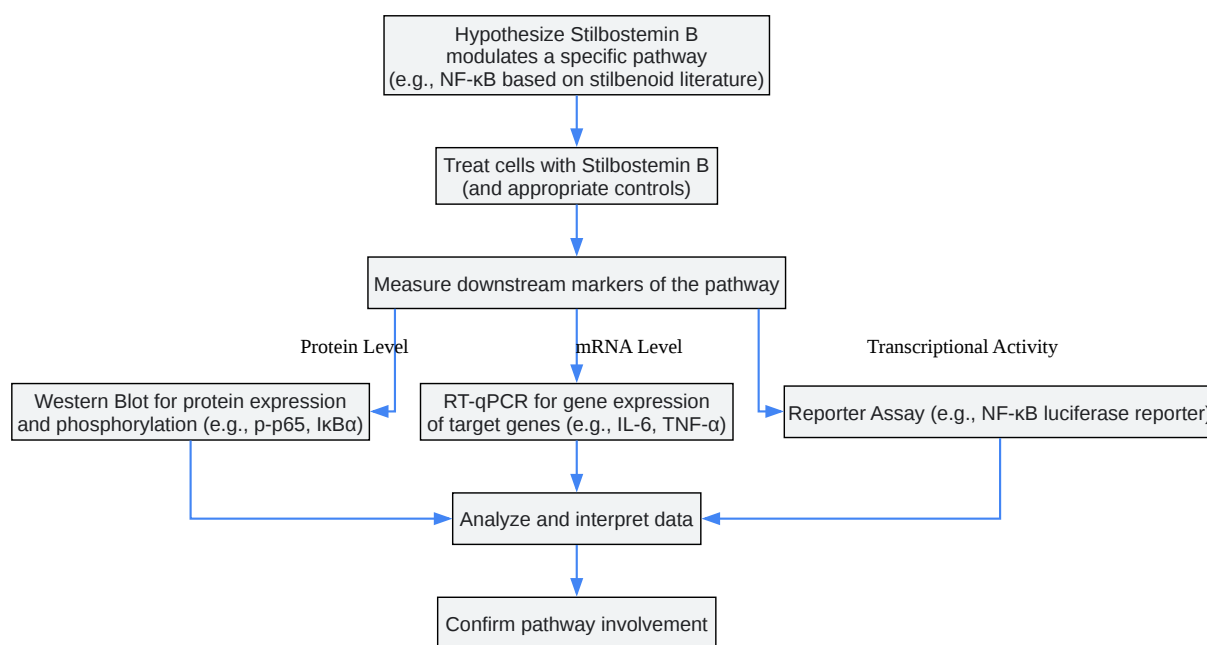 Hypothesize Stilbostemin B
modulates a specific pathway
(e.g., NF-κB based on stilbenoid literature)
Treat cells with Stilbostemin B
(and appropriate controls)
Measure downstream markers of the pathway
Protein Level
mRNA Level
Transcriptional Activity
Western Blot for protein expression
and phosphorylation (e.g., p-p65, IκBα)
RT-qPCR for gene expression
of target genes (e.g., IL-6, TNF-α)
Reporter Assay (e.g., NF-κB luciferase reporter)
Analyze and interpret data
Confirm pathway involvement